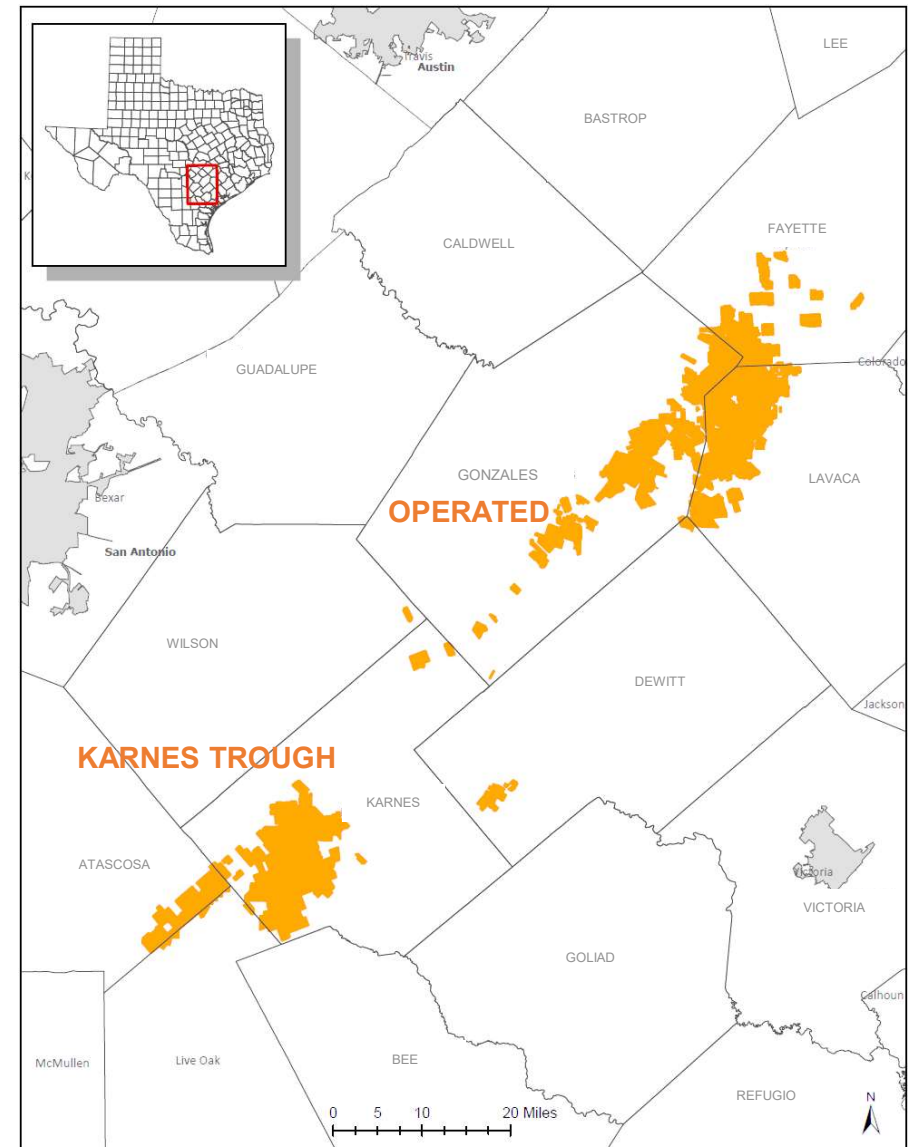 LEE
Travis
Austin
BASTROP
FAYETTE
CALDWELL
Colorado
GUADALUPE
GONZALES
LAVACA
OPERATED
Bexar
San Antonio
WILSON
DEWITT
Jackson
KARNES TROUGH
KARNES
ATASCOSA
Victoria
VICTORIA
GOLIAD
Calhoun
McMullen
Live Oak
BEE
REFUGIO
N
0 5 10 20 Miles